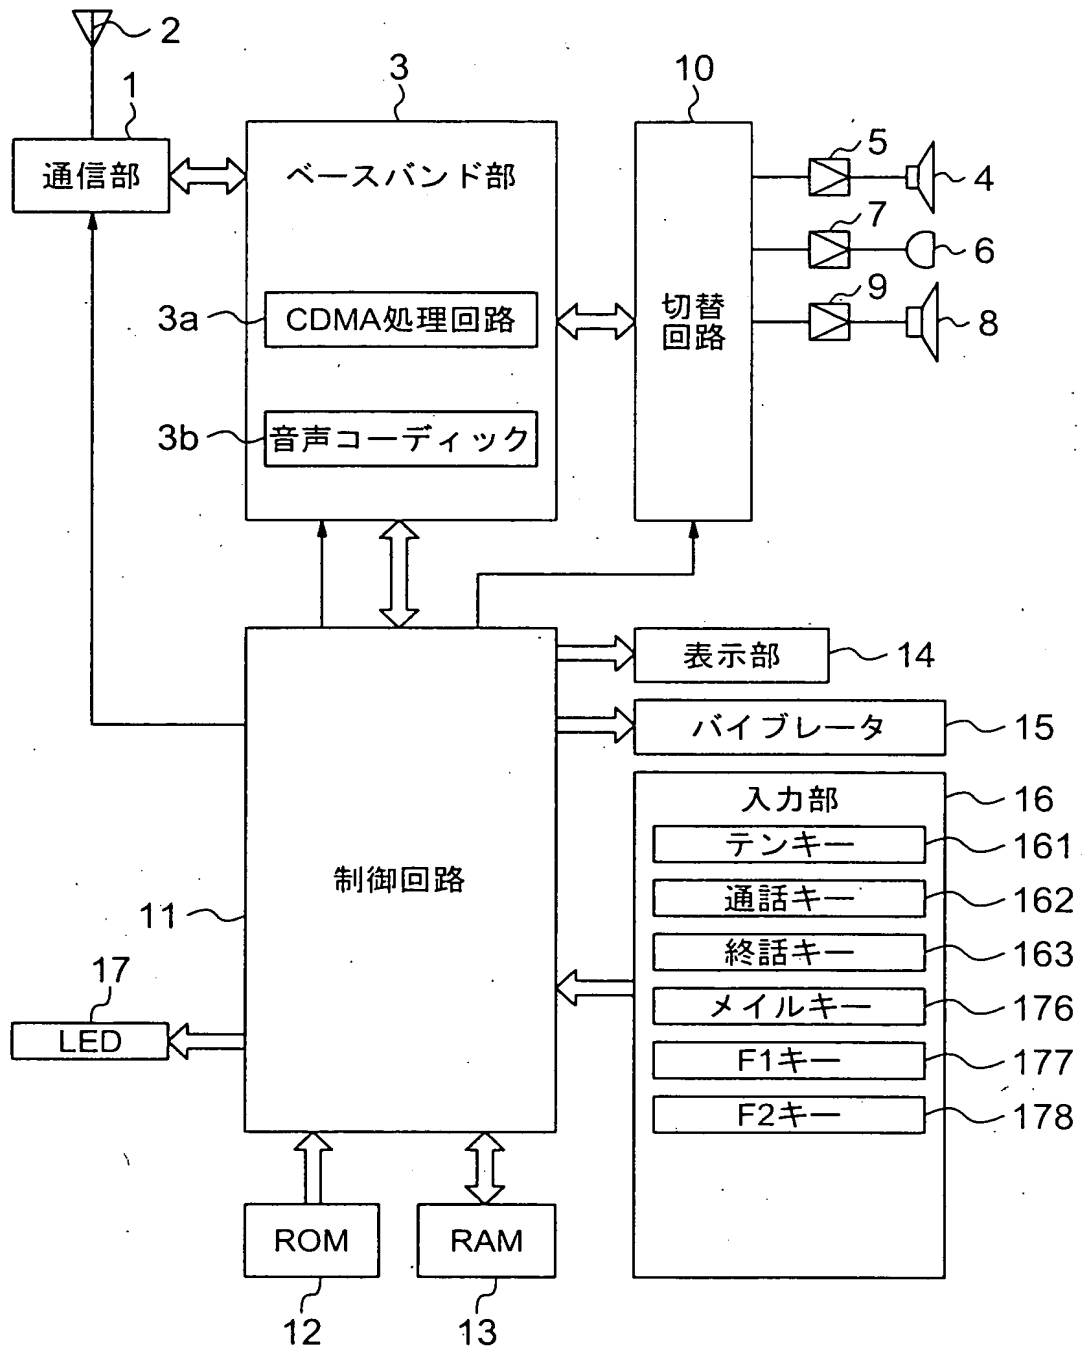 2
1
通信部
3
ベースバンド部
3a
CDMA処理回路
3b
音声コーディック
10
切替
回路
5
4
7
6
9
8
制御回路
11
表示部
14
バイブレータ
15
入力部
16
テンキー
161
通話キー
162
終話キー
163
メイルキー
176
F1キー
177
F2キー
178
17
LED
ROM
12
RAM
13